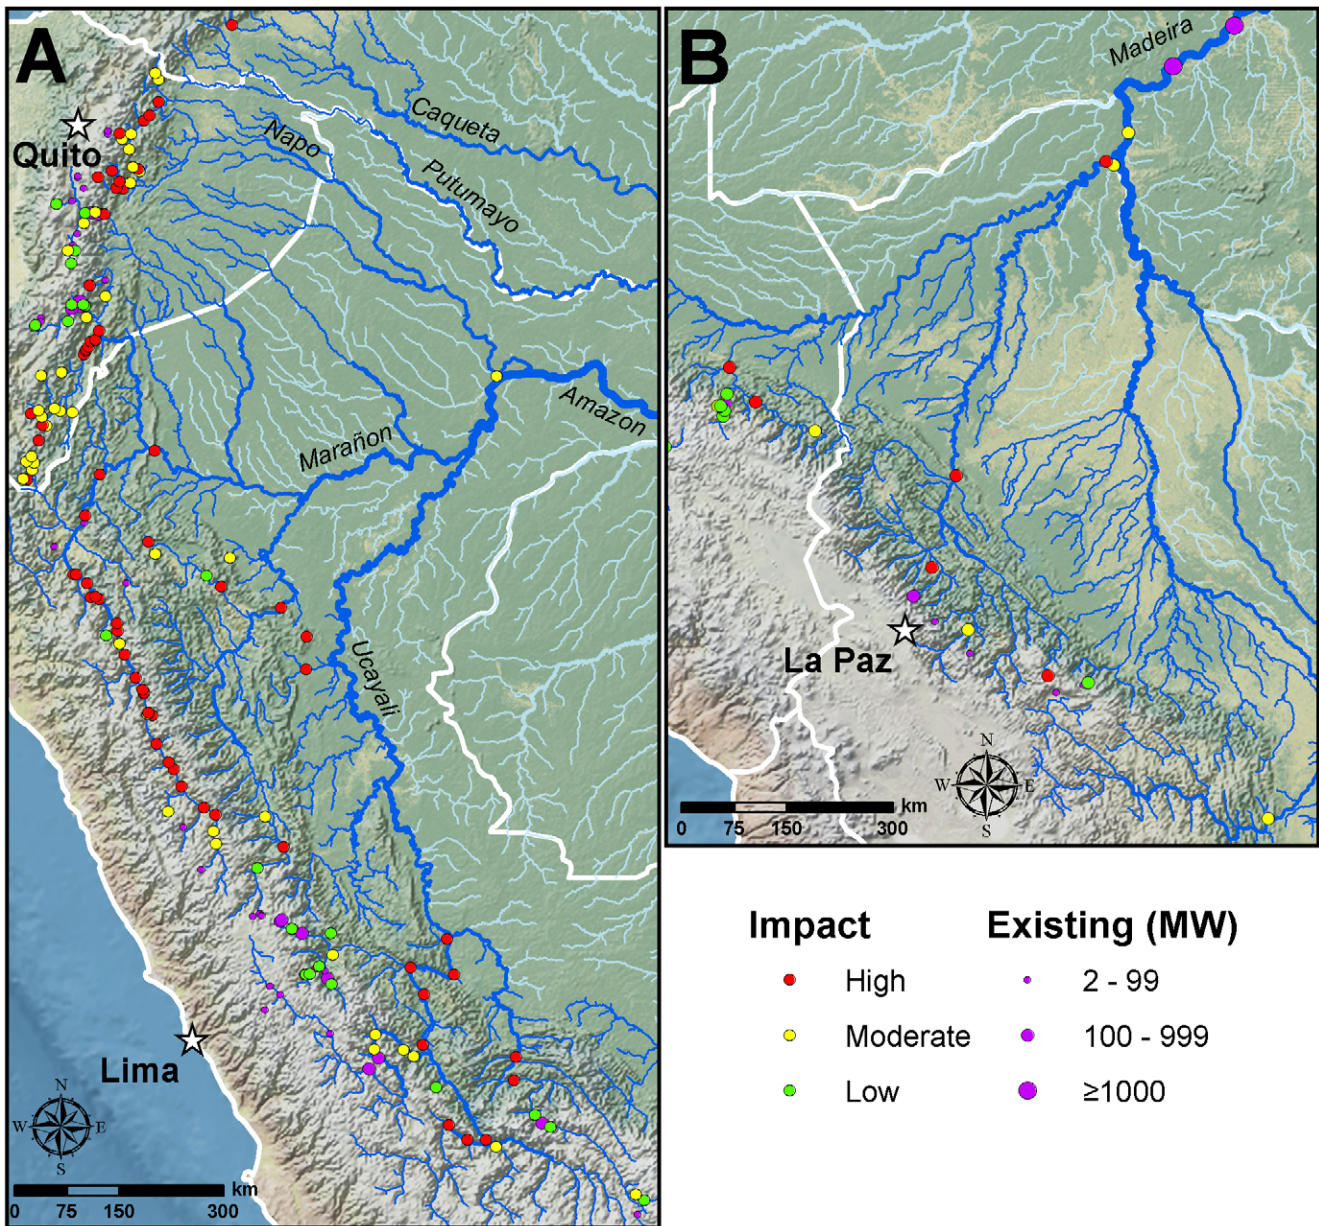 A
Quito
Caqueta
Napo
Putumayo
Amazon
Marañon
Ucayali
Lima
N
W E
S
km
0 75 150 300
B
Madeira
La Paz
N
W E
S
km
0 75 150 300
Impact
High
Moderate
Low
Existing (MW)
2 - 99
100 - 999
≥1000